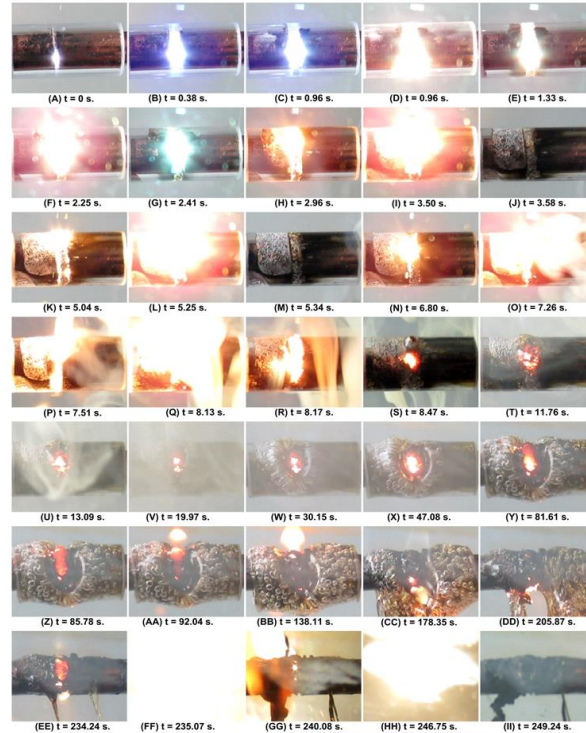 (A) t = 0 s. (B) t = 0.38 s. (C) t = 0.96 s. (D) t = 0.96 s. (E) t = 1.33 s.
(F) t = 2.25 s. (G) t = 2.41 s. (H) t = 2.96 s. (I) t = 3.50 s. (J) t = 3.58 s.
(K) t = 5.04 s. (L) t = 5.25 s. (M) t = 5.34 s. (N) t = 6.80 s. (O) t = 7.26 s.
(P) t = 7.51 s. (Q) t = 8.13 s. (R) t = 8.17 s. (S) t = 8.47 s. (T) t = 11.76 s.
(U) t = 13.09 s. (V) t = 19.97 s. (W) t = 30.15 s. (X) t = 47.08 s. (Y) t = 81.61 s.
(Z) t = 85.78 s. (AA) t = 92.04 s. (BB) t = 138.11 s. (CC) t = 178.35 s. (DD) t = 205.87 s.
(EE) t = 234.24 s. (FF) t = 235.07 s. (GG) t = 240.08 s. (HH) t = 246.75 s. (II) t = 249.24 s.